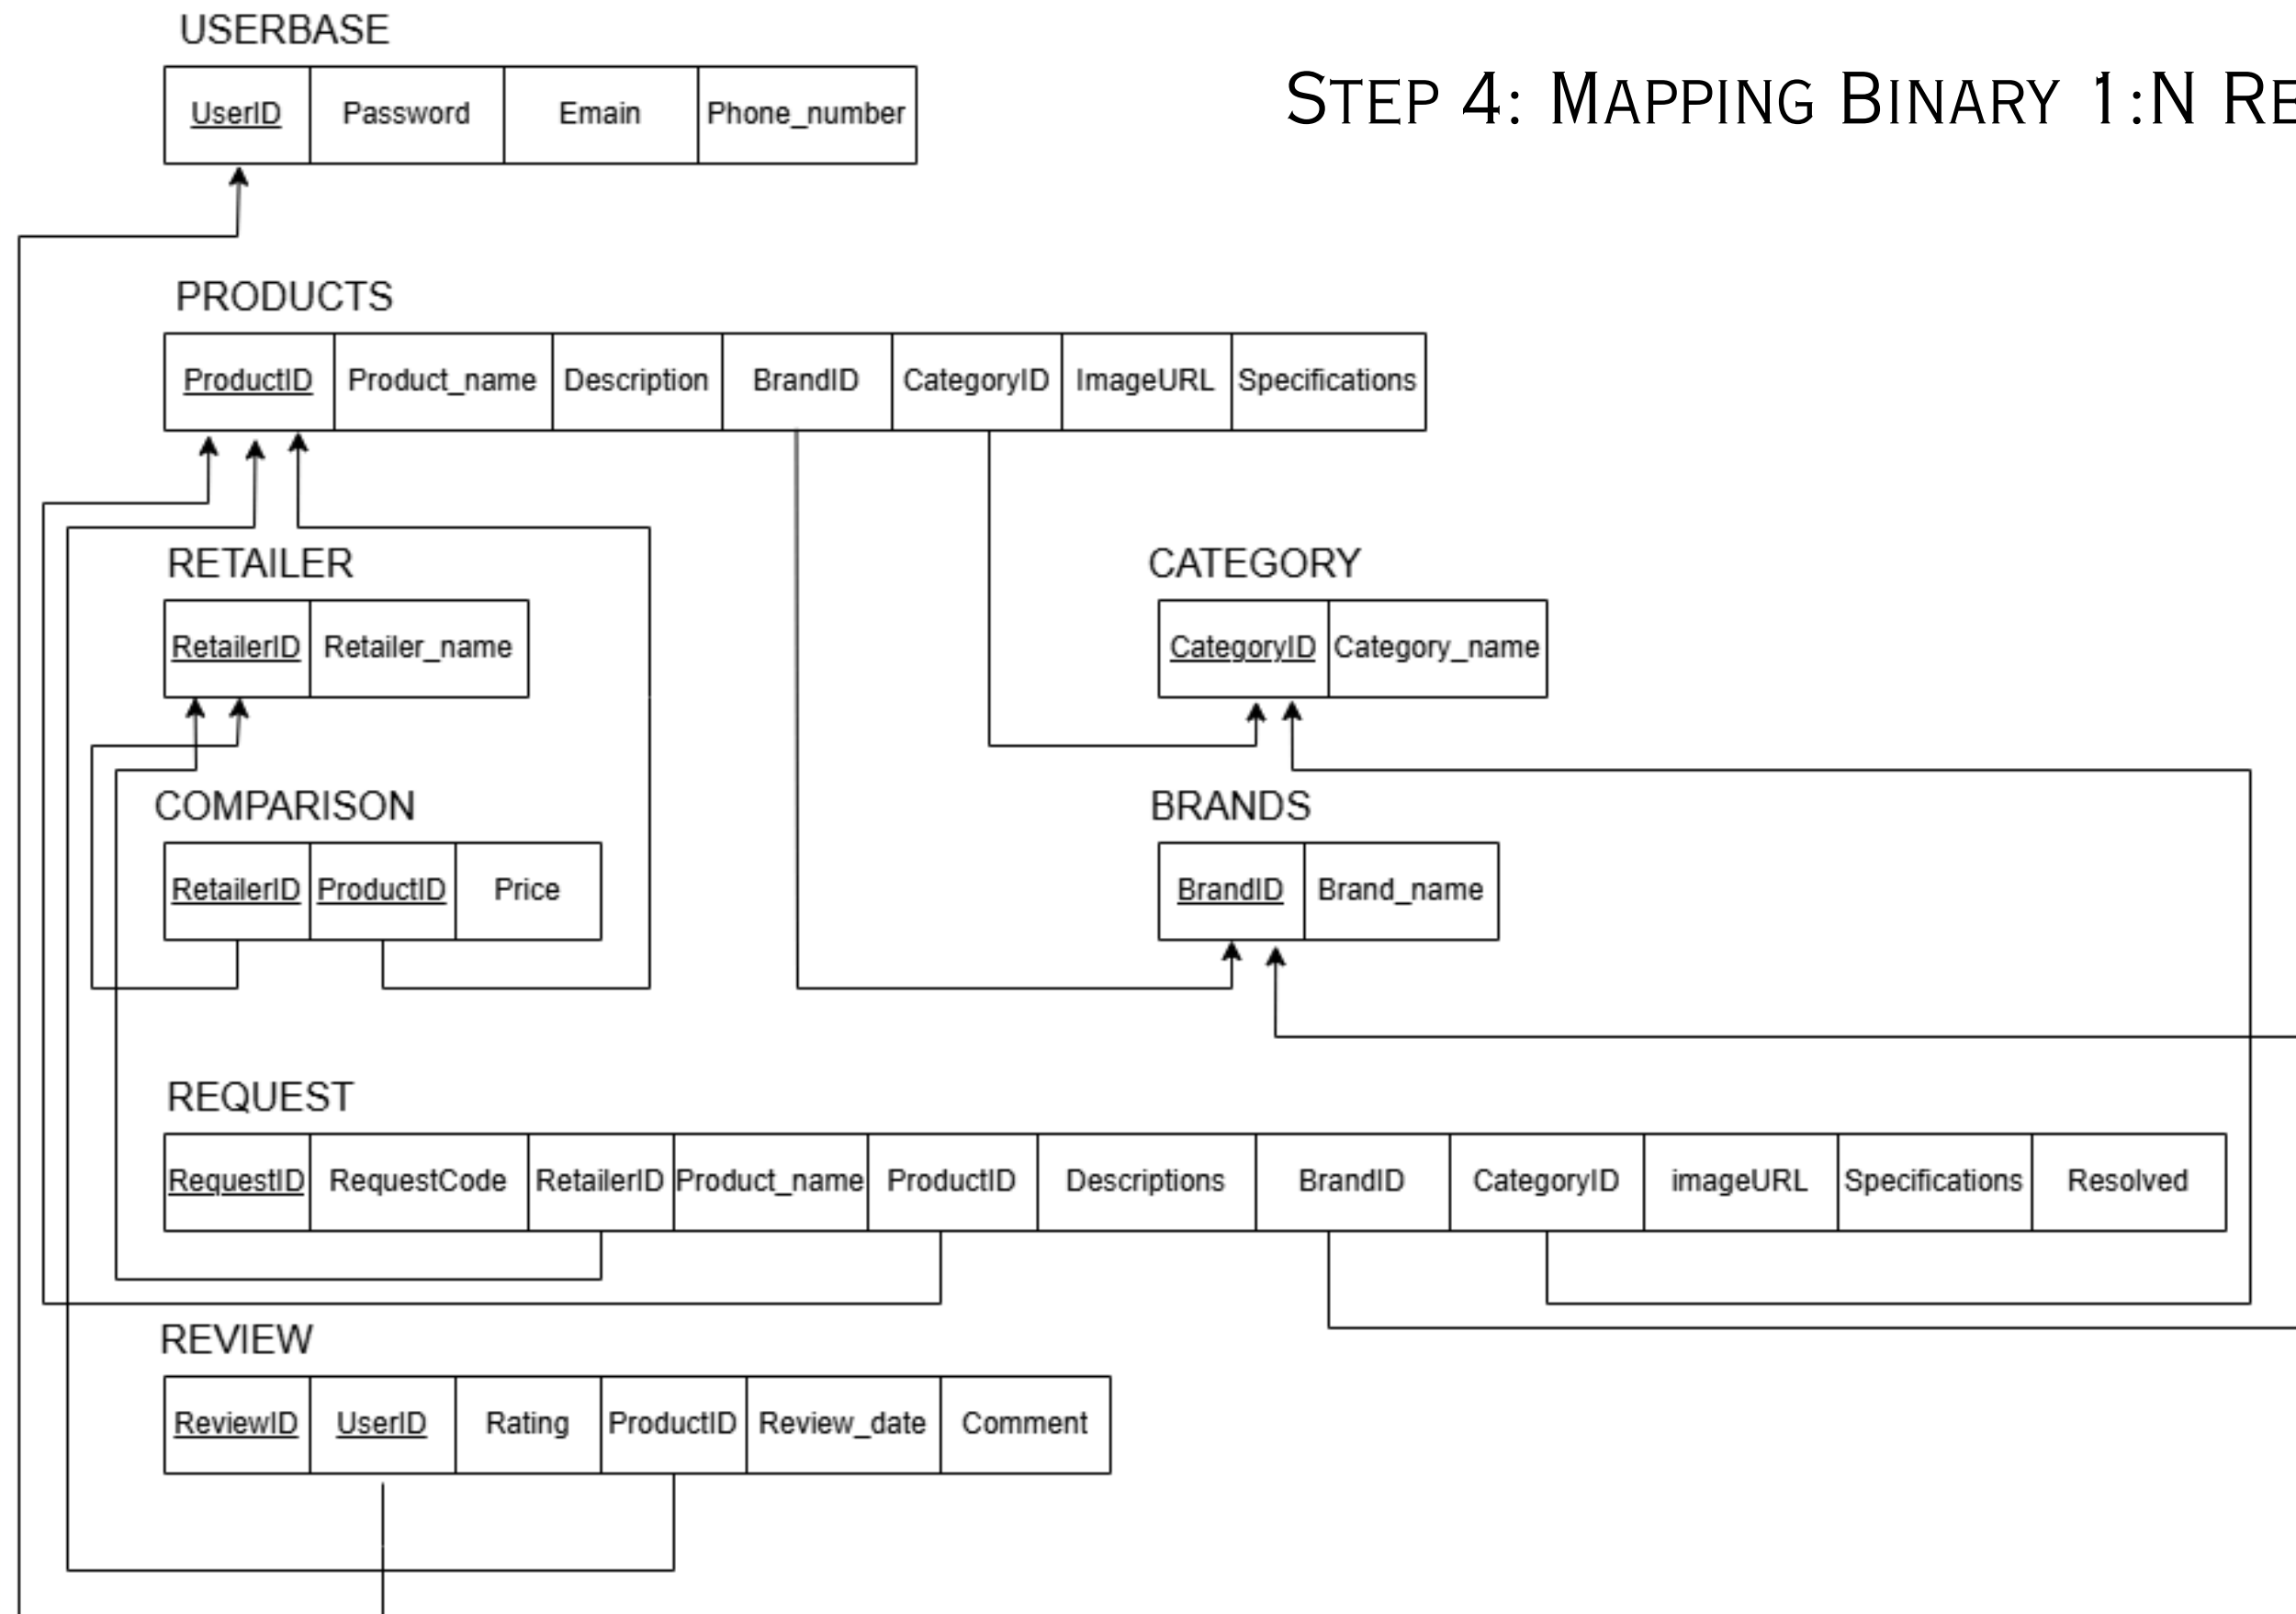 USERBASE
STEP 4: MAPPING BINARY 1:N RE
UserID Password Emain Phone_number
PRODUCTS
ProductID Product_name Description BrandID CategoryID ImageURL Specifications
RETAILER
RetailerID Retailer_name
CATEGORY
CategoryID Category_name
COMPARISON
RetailerID ProductID Price
BRANDS
BrandID Brand_name
REQUEST
RequestID RequestCode RetailerID Product_name ProductID Descriptions BrandID CategoryID imageURL Specifications Resolved
REVIEW
ReviewID UserID Rating ProductID Review_date Comment